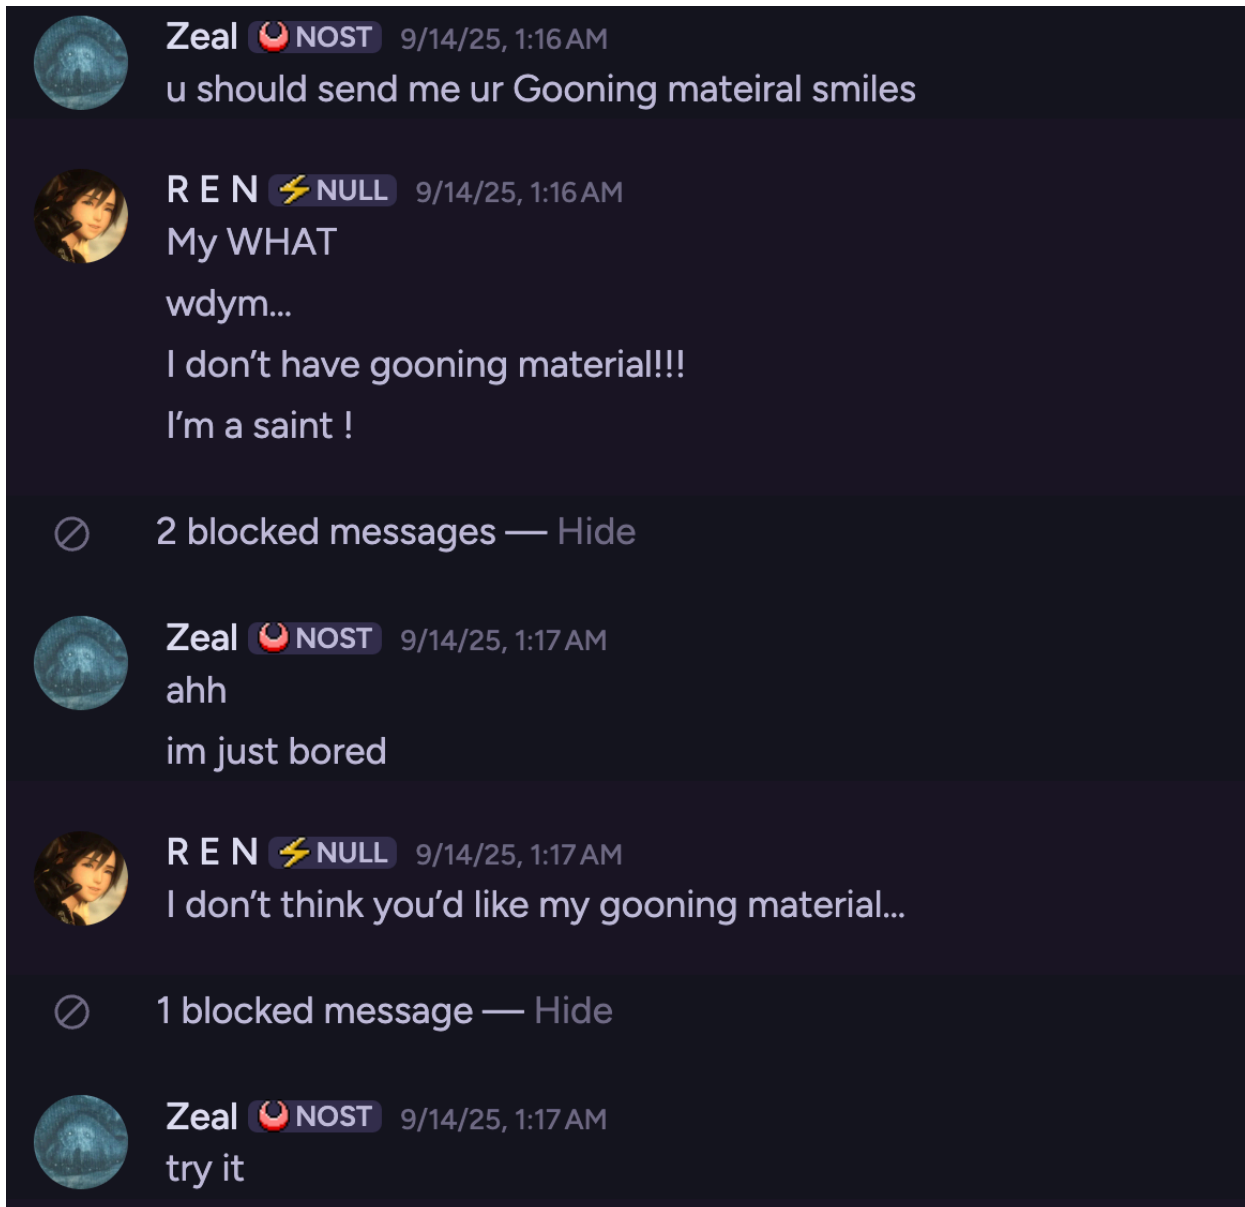 Zeal NOST 9/14/25, 1:16 AM
u should send me ur Gooning mateiral smiles
R E N NULL 9/14/25, 1:16 AM
My WHAT
wdym...
I don't have gooning material!!!
I'm a saint !
2 blocked messages — Hide
Zeal NOST 9/14/25, 1:17 AM
ahh
im just bored
R E N NULL 9/14/25, 1:17 AM
I don't think you'd like my gooning material...
1 blocked message — Hide
Zeal NOST 9/14/25, 1:17 AM
try it